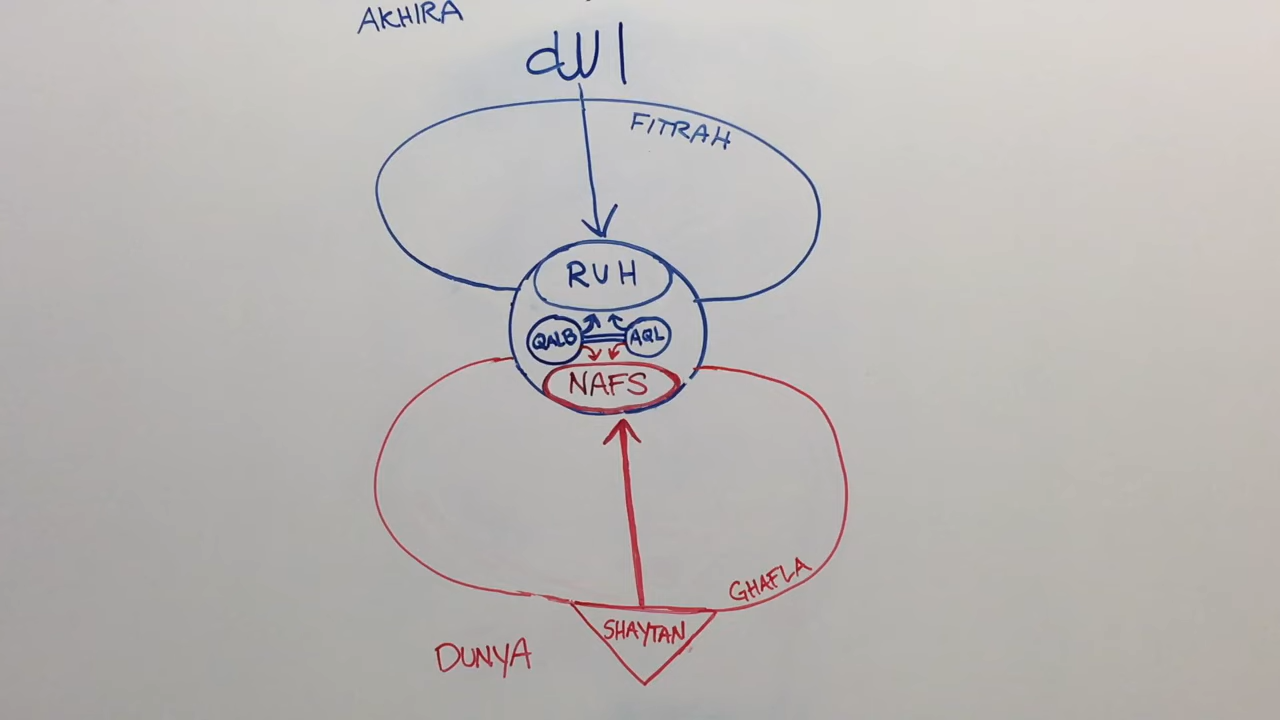 AKHIRA
الله
FITRAH
RUH
QALB
AQL
NAFS
GHAFLA
SHAYTAN
DUNYA